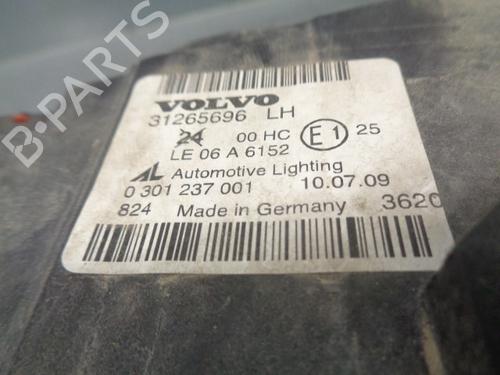 B-PARTS
VOLVO
31265696 LH
24 00 HC E1 25
LE 06 A 6152
AL Automotive Lighting
0 301 237 001 10.07.09
824 Made in Germany 3620